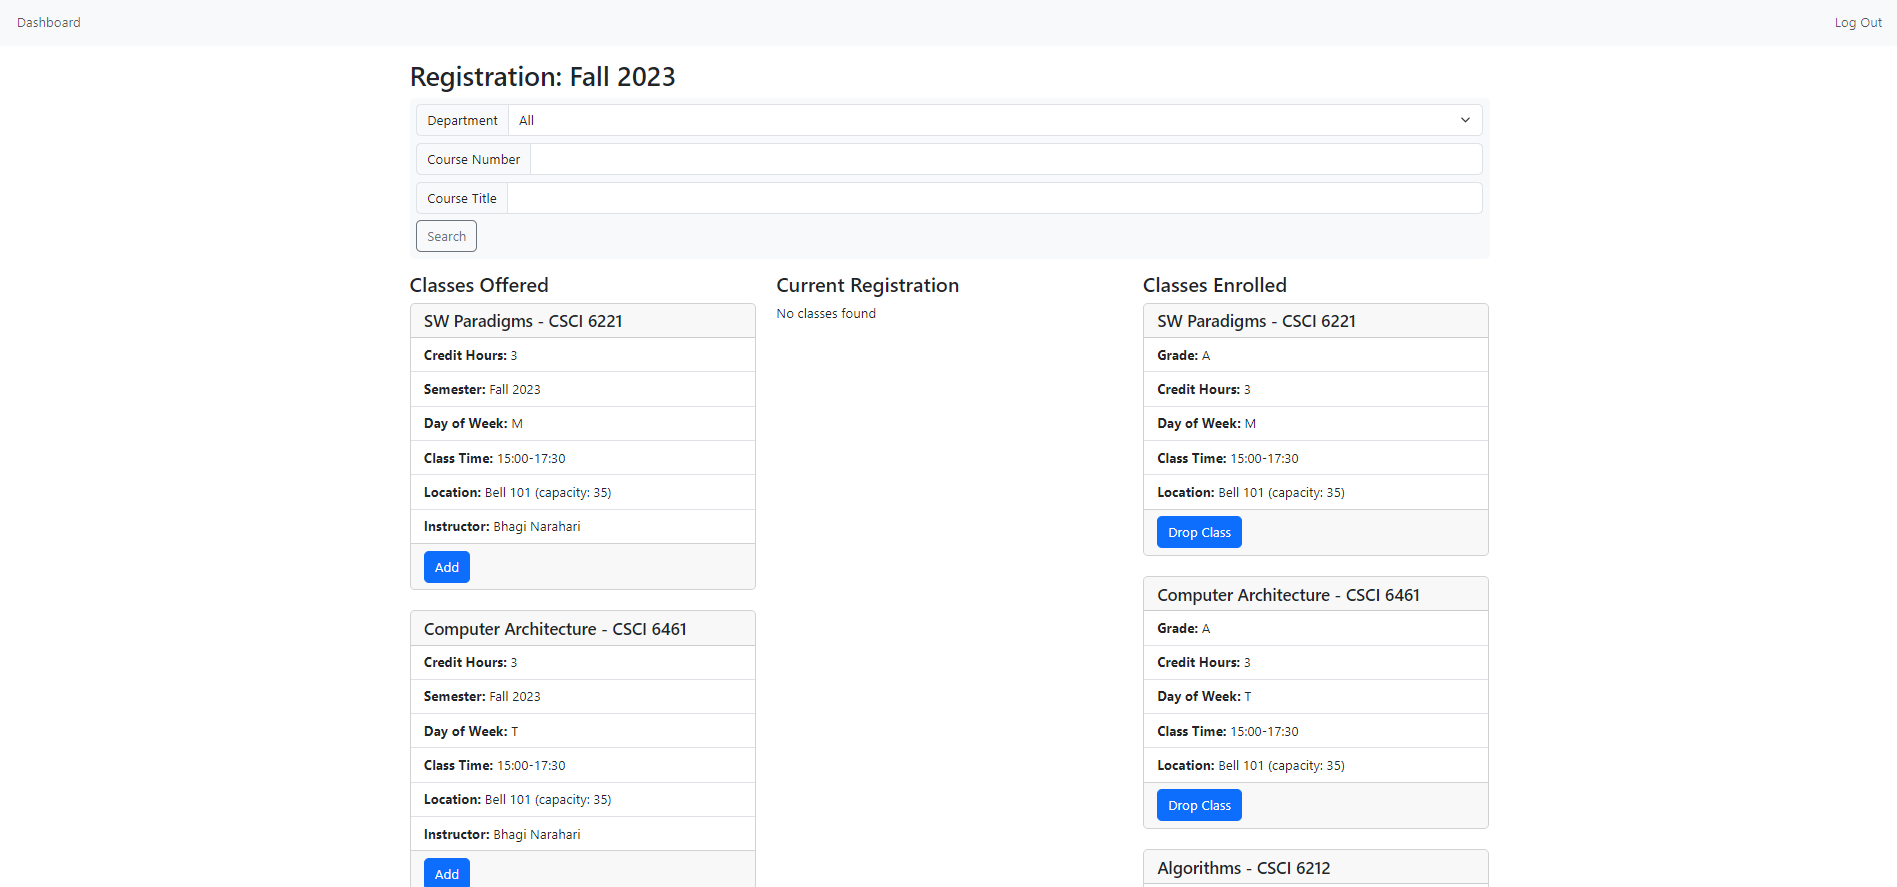 Dashboard
Log Out
Registration: Fall 2023
Department
All
Course Number
Course Title
Search
Classes Offered
SW Paradigms - CSCI 6221
Credit Hours: 3
Semester: Fall 2023
Day of Week: M
Class Time: 15:00-17:30
Location: Bell 101 (capacity: 35)
Instructor: Bhagi Narahari
Add
Computer Architecture - CSCI 6461
Credit Hours: 3
Semester: Fall 2023
Day of Week: T
Class Time: 15:00-17:30
Location: Bell 101 (capacity: 35)
Instructor: Bhagi Narahari
Add
Current Registration
No classes found
Classes Enrolled
SW Paradigms - CSCI 6221
Grade: A
Credit Hours: 3
Day of Week: M
Class Time: 15:00-17:30
Location: Bell 101 (capacity: 35)
Drop Class
Computer Architecture - CSCI 6461
Grade: A
Credit Hours: 3
Day of Week: T
Class Time: 15:00-17:30
Location: Bell 101 (capacity: 35)
Drop Class
Algorithms - CSCI 6212